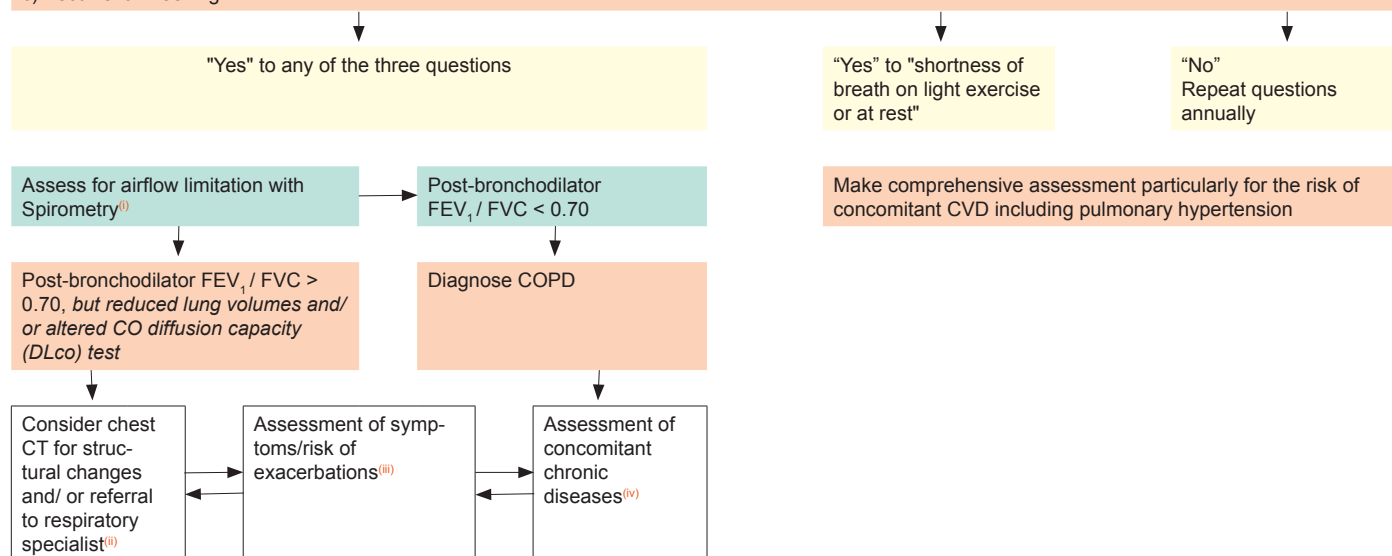 "Yes" to any of the three questions
“Yes” to "shortness of
breath on light exercise
or at rest"
“No”
Repeat questions
annually
Assess for airflow limitation with
Spirometry(i)
Post-bronchodilator
FEV1 / FVC < 0.70
Make comprehensive assessment particularly for the risk of
concomitant CVD including pulmonary hypertension
Post-bronchodilator FEV1 / FVC >
0.70, but reduced lung volumes and/
or altered CO diffusion capacity
(DLco) test
Diagnose COPD
Consider chest
CT for struc-
tural changes
and/ or referral
to respiratory
specialist(ii)
Assessment of symp-
toms/risk of
exacerbations(iii)
Assessment of
concomitant
chronic
diseases(iv)